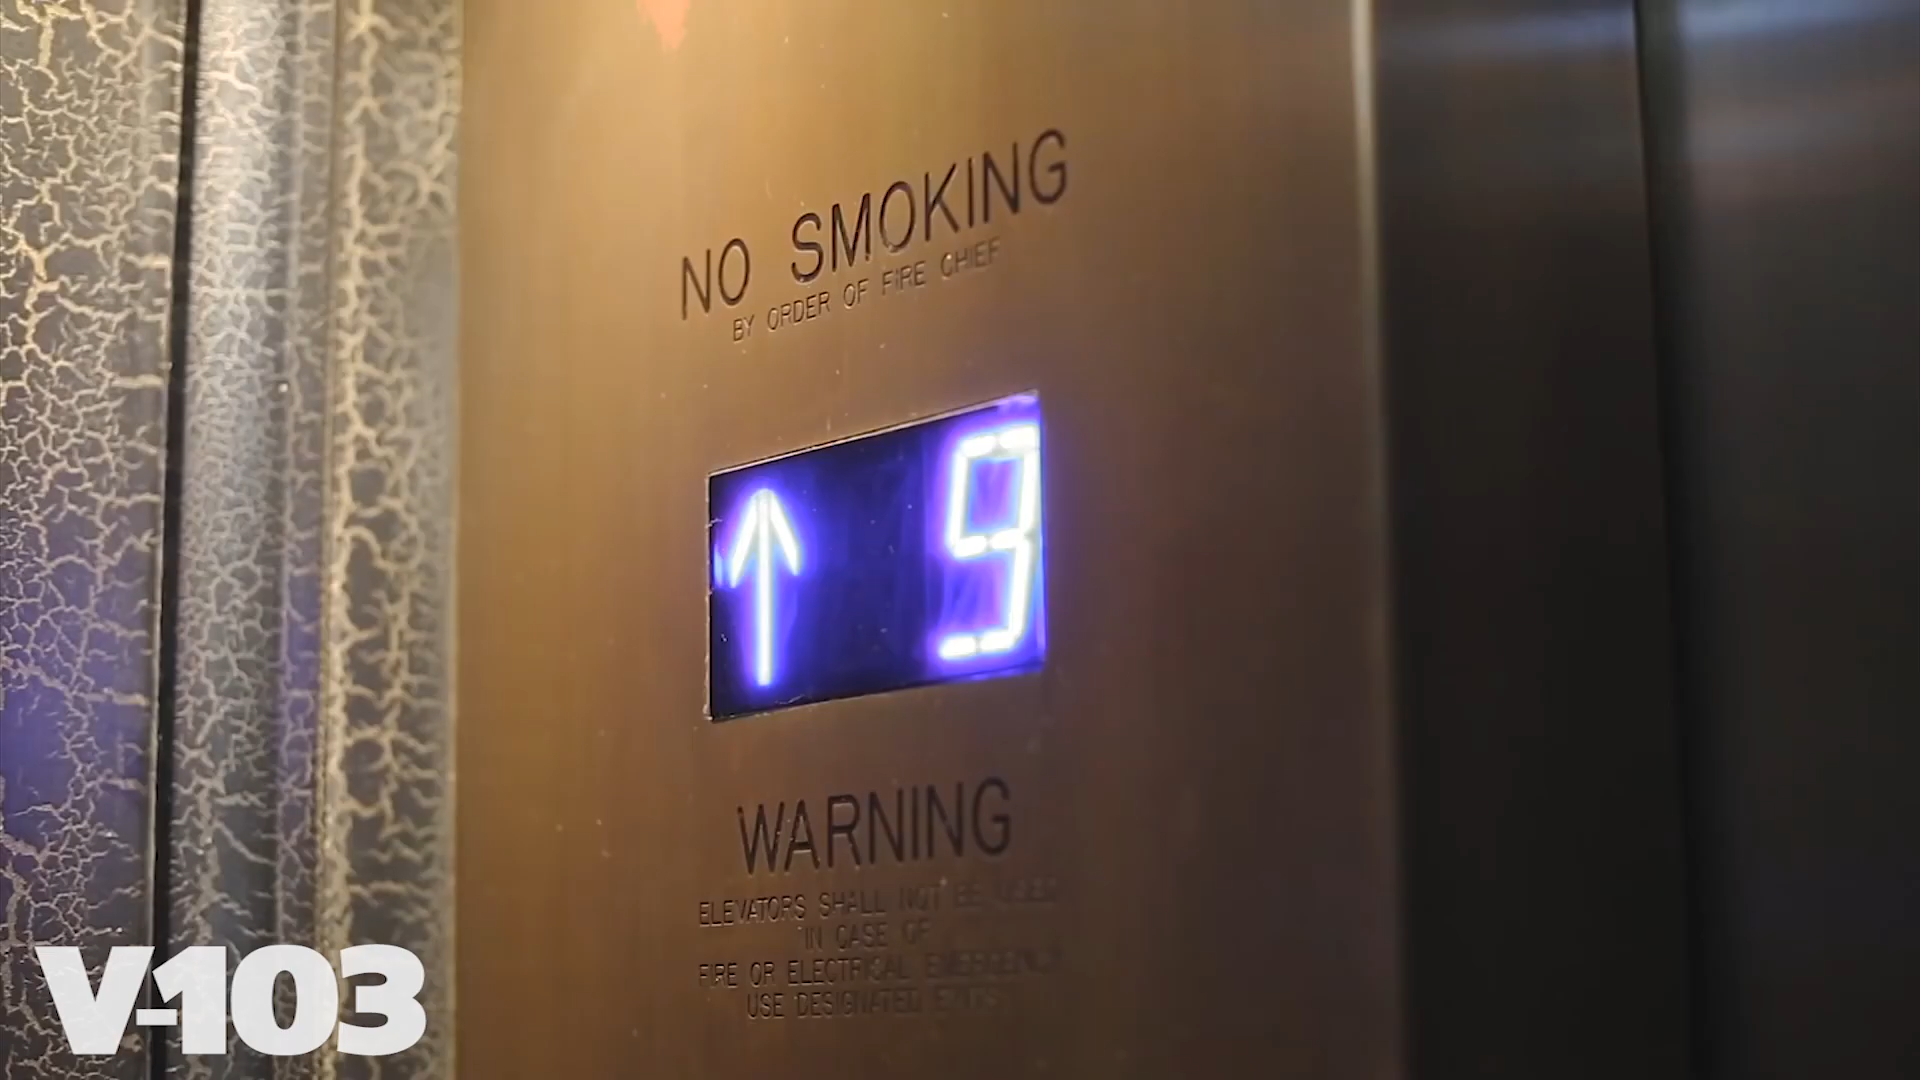 NO SMOKING
BY ORDER OF FIRE CHIEF
9
WARNING
ELEVATORS SHALL NOT BE USED
IN CASE OF
FIRE OR ELECTRICAL EMERGENCY
USE DESIGNATED EXITS
V-103